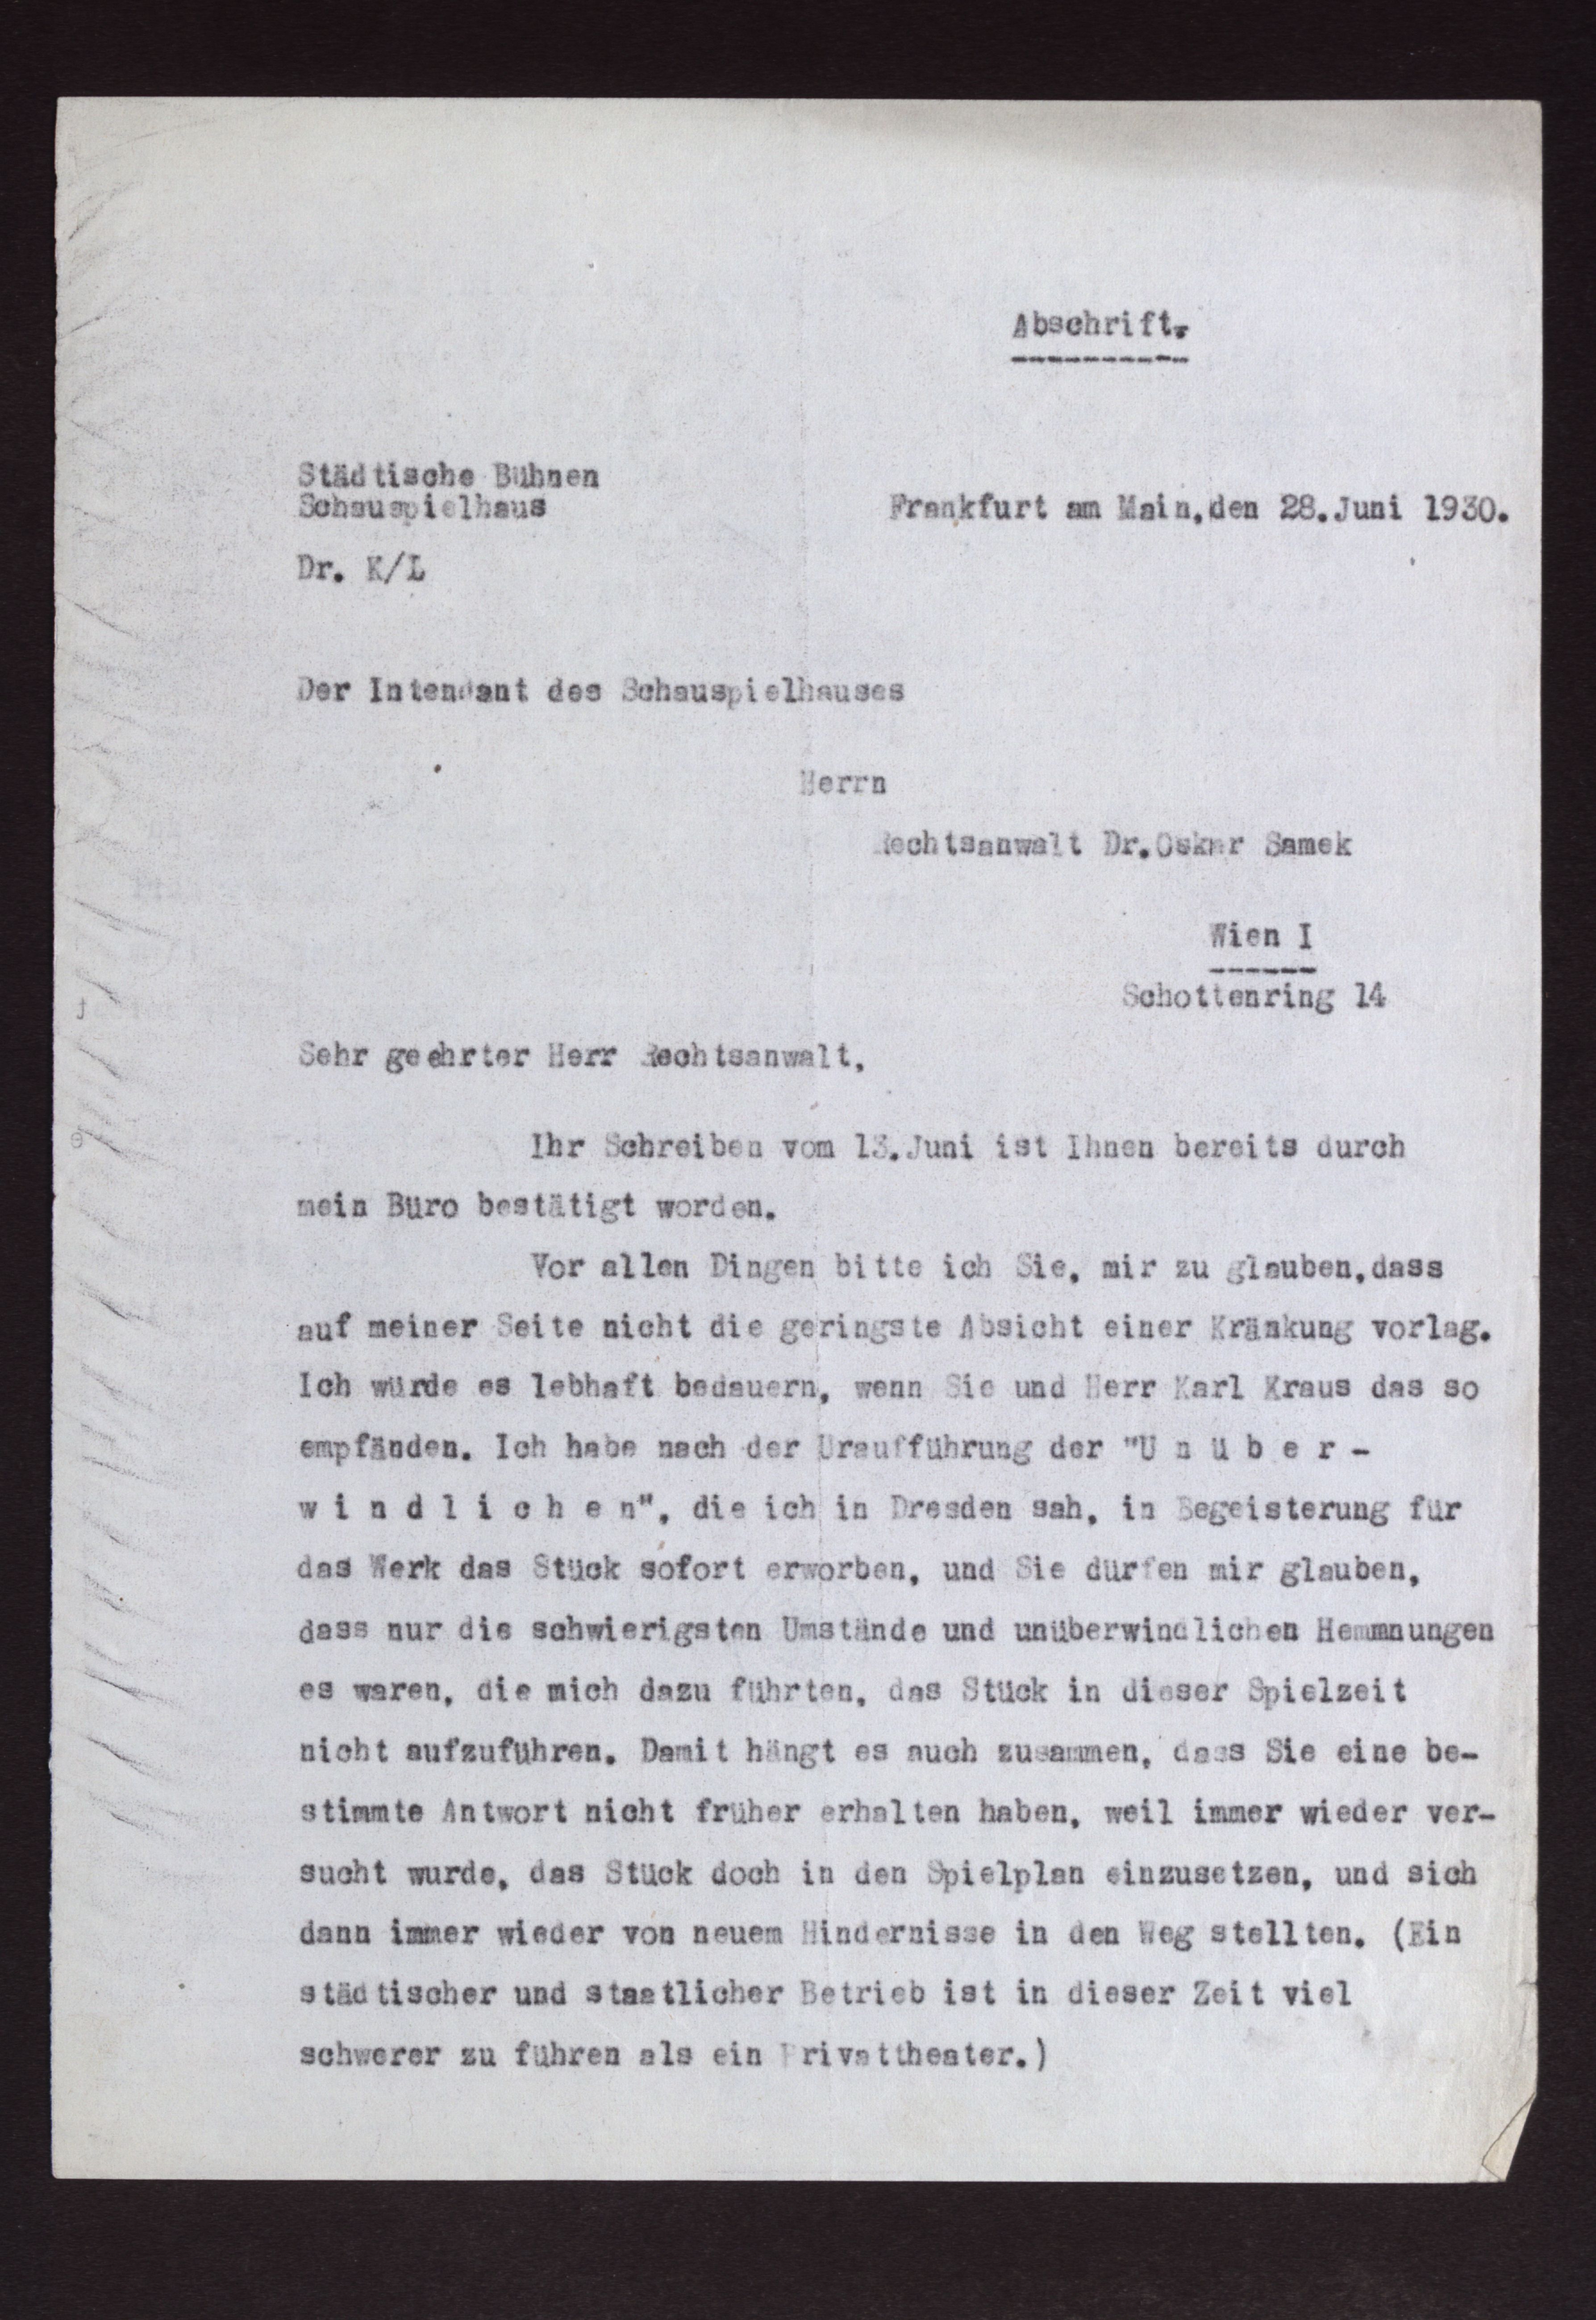 Abschrift.
Städtische Bühnen
Schauspielhaus
Frankfurt am Main, den 28. Juni 1930.
Dr. K/L
Der Intendant des Schauspielhauses
Herrn
Rechtsanwalt Dr. Oskar Samek
Wien I
Schottenring 14
Sehr geehrter Herr Rechtsanwalt,
Ihr Schreiben vom 13. Juni ist Ihnen bereits durch
mein Büro bestätigt worden.
Vor allen Dingen bitte ich Sie, mir zu glauben, dass
auf meiner Seite nicht die geringste Absicht einer Kränkung vorlag.
Ich würde es lebhaft bedauern, wenn Sie und Herr Karl Kraus das so
empfänden. Ich habe nach der Uraufführung der "U n ü b e r -
w i n d l i c h e n", die ich in Dresden sah, in Begeisterung für
das Werk das Stück sofort erworben, und Sie dürfen mir glauben,
dass nur die schwierigsten Umstände und unüberwindlichen Hemmnungen
es waren, die mich dazu führten, das Stück in dieser Spielzeit
nicht aufzuführen. Damit hängt es auch zusammen, dass Sie eine be-
stimmte Antwort nicht früher erhalten haben, weil immer wieder ver-
sucht wurde, das Stück doch in den Spielplan einzusetzen, und sich
dann immer wieder von neuem Hindernisse in den Weg stellten. (Ein
städtischer und staatlicher Betrieb ist in dieser Zeit viel
schwerer zu führen als ein Privattheater.)